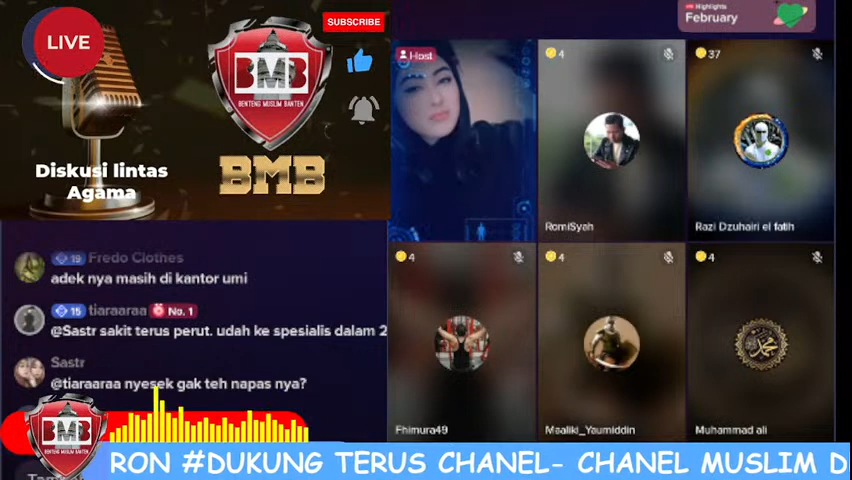 LIVE
SUBSCRIBE
BMB
BENTENG MUSLIM BANTEN
BMB
Diskusi lintas
Agama
Highlights
February
Host
4
37
RomiSyah
Razi Dzuhairi el fatih
4
4
4
Fhimura49
Maaliki_Yaumiddin
Muhammad ali
محمد
19 Fredo Clothes
adek nya masih di kantor umi
15 tiaraaraa No. 1
@Sastr sakit terus perut. udah ke spesialis dalam 2
Sastr
@tiaraaraa nyesek gak teh napas nya?
BMB
RON #DUKUNG TERUS CHANEL- CHANEL MUSLIM D